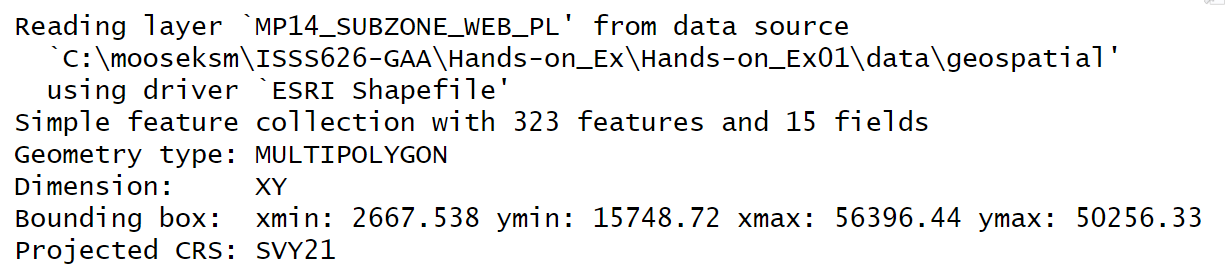 Reading layer `MP14_SUBZONE_WEB_PL' from data source
`C:\mooseksm\ISSS626-GAA\Hands-on_Ex\Hands-on_Ex01\data\geospatial'
using driver `ESRI Shapefile'
Simple feature collection with 323 features and 15 fields
Geometry type: MULTIPOLYGON
Dimension:     XY
Bounding box:  xmin: 2667.538 ymin: 15748.72 xmax: 56396.44 ymax: 50256.33
Projected CRS: SVY21